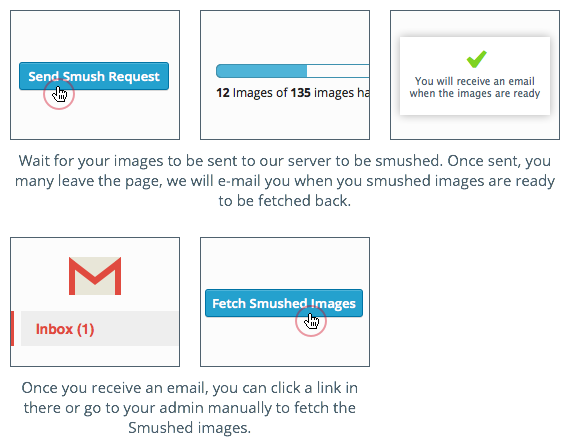 Send Smush Request
12 Images of 135 images ha
You will receive an email
when the images are ready
Wait for your images to be sent to our server to be smushed. Once sent, you
many leave the page, we will e-mail you when you smushed images are ready
to be fetched back.
Inbox (1)
Fetch Smushed Images
Once you receive an email, you can click a link in
there or go to your admin manually to fetch the
Smushed images.